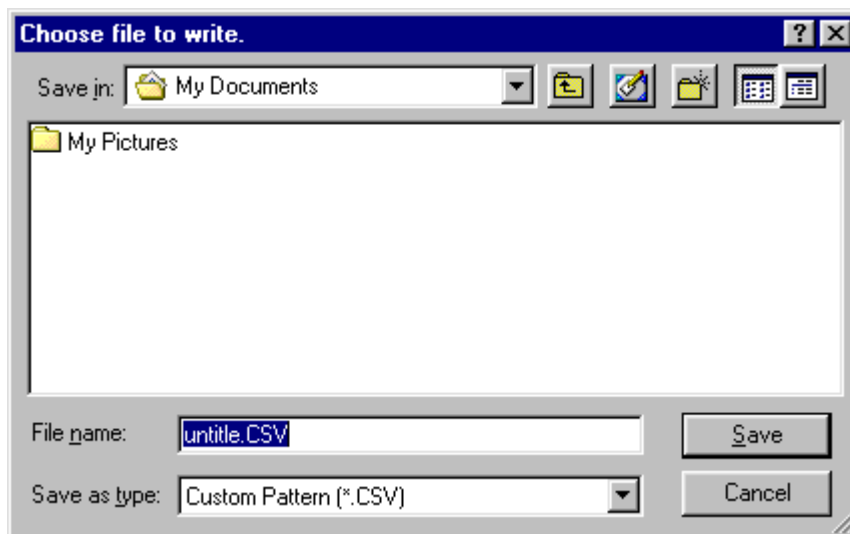 Choose file to write.
Save in: My Documents
My Pictures
File name: untitle.CSV Save
Save as type: Custom Pattern (*.CSV) Cancel